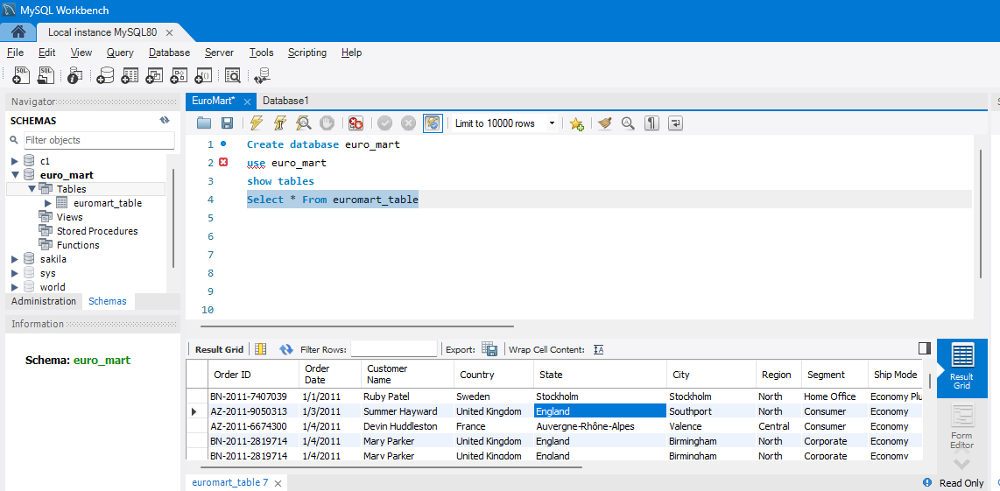 MySQL Workbench
Local instance MySQL80
File Edit View Query Database Server Tools Scripting Help
Navigator
SCHEMAS
Filter objects
c1
euro_mart
Tables
euromart_table
Views
Stored Procedures
Functions
sakila
sys
world
Administration Schemas
Information
Schema: euro_mart
EuroMart* Database1
Limit to 10000 rows
1 Create database euro_mart
2 use euro_mart
3 show tables
4 Select * From euromart_table
5
6
7
8
9
10
Result Grid Filter Rows: Export: Wrap Cell Content:
Order ID Order Date Customer Name Country State City Region Segment Ship Mode
BN-2011-7407039 1/1/2011 Ruby Patel Sweden Stockholm Stockholm North Home Office Economy Plu
AZ-2011-9050313 1/3/2011 Summer Hayward United Kingdom England Southport North Consumer Economy
AZ-2011-6674300 1/4/2011 Devin Huddleston France Auvergne-Rhône-Alpes Valence Central Consumer Economy
BN-2011-2819714 1/4/2011 Mary Parker United Kingdom England Birmingham North Corporate Economy
BN-2011-2819714 1/4/2011 Mary Parker United Kingdom England Birmingham North Corporate Economy
Result Grid
Form Editor
euromart_table 7
Read Only